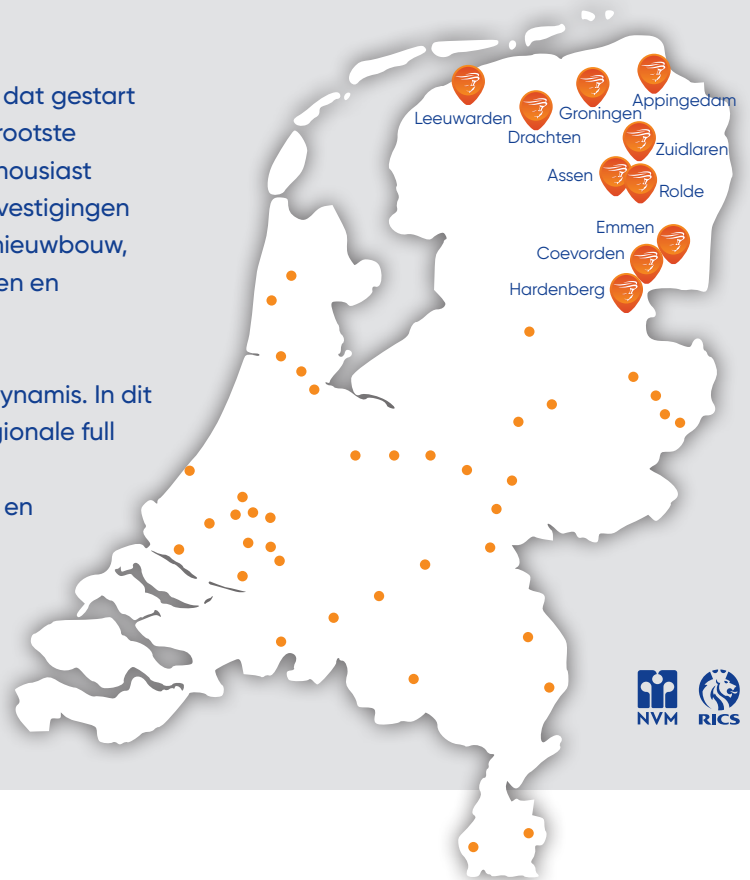 dat gestart
rootste
housiast
vestigingen
nieuwbouw,
en en
ynamis. In dit
gionale full
en
Leeuwarden
Drachten
Groningen
Appingedam
Zuidlaren
Assen
Rolde
Emmen
Coevorden
Hardenberg
NVM
RICS